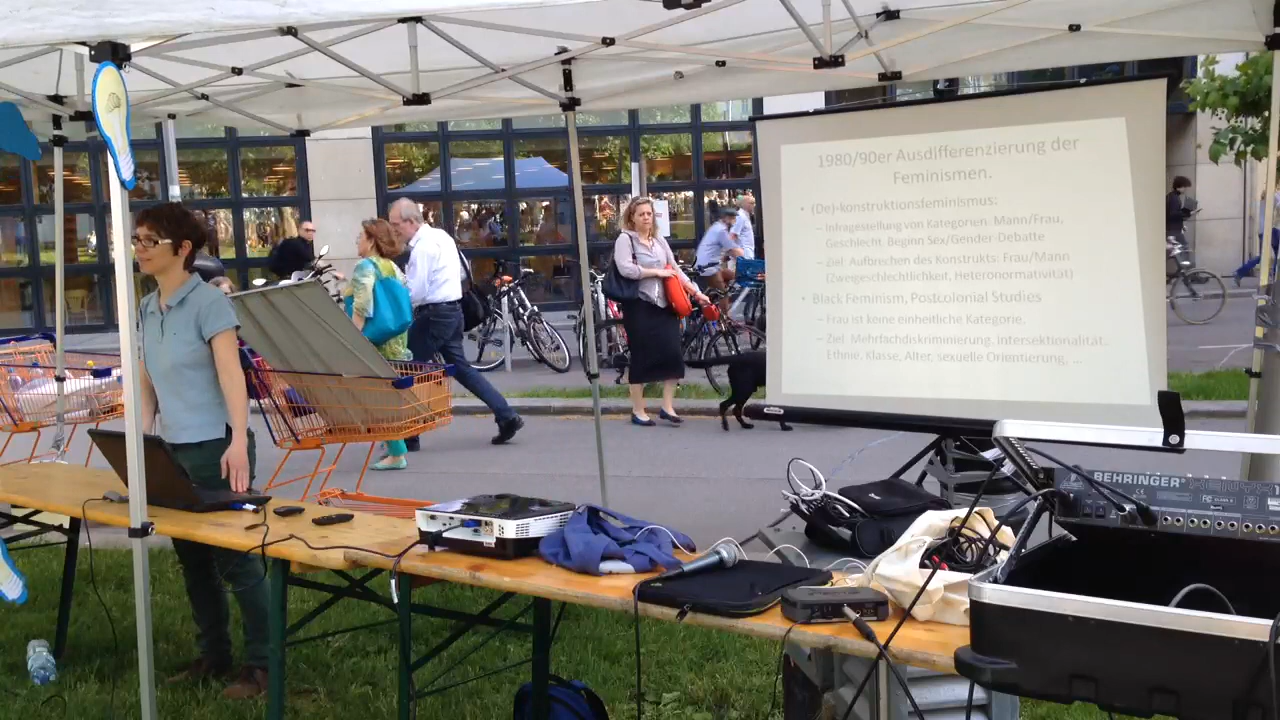 1980/90er Ausdifferenzierung der
Feminismen.
• (De)-konstruktionsfeminismus:
– Infragestellung von Kategorien: Mann/Frau,
Geschlecht. Beginn Sex/Gender-Debatte
– Ziel: Aufbrechen des Konstrukts: Frau/Mann
(Zweigeschlechtlichkeit, Heteronormativität)
• Black Feminism, Postcolonial Studies
– Frau ist keine einheitliche Kategorie.
– Ziel: Mehrfachdiskriminierung, Intersektionalität.
Ethnie, Klasse, Alter, sexuelle Orientierung, ...
BEHRINGER